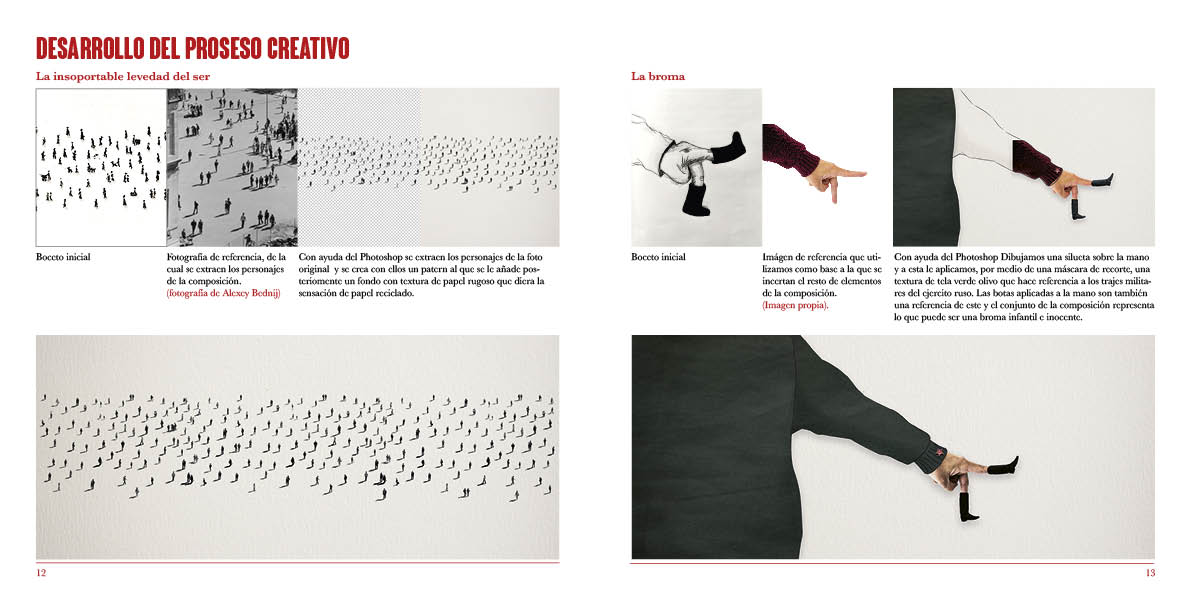 DESARROLLO DEL PROSESO CREATIVO
La insoportable levedad del ser
Boceto inicial
Fotografía de referencia, de la
cual se extraen los personajes
de la composición.
(fotografía de Alexey Bednij)
Con ayuda del Photoshop se extraen los personajes de la foto
original y se crea con ellos un patern al que se le añade pos-
teriomente un fondo con textura de papel rugoso que diera la
sensación de papel reciclado.
12
La broma
Boceto inicial
Imágen de referencia que uti-
lizamos como base a la que se
incertan el resto de elementos
de la composición.
(Imagen propia).
Con ayuda del Photoshop Dibujamos una silueta sobre la mano
y a esta le aplicamos, por medio de una máscara de recorte, una
textura de tela verde olivo que hace referencia a los trajes milita-
res del ejercito ruso. Las botas aplicadas a la mano son también
una referencia de este y el conjunto de la composición representa
lo que puede ser una broma infantil e inocente.
13